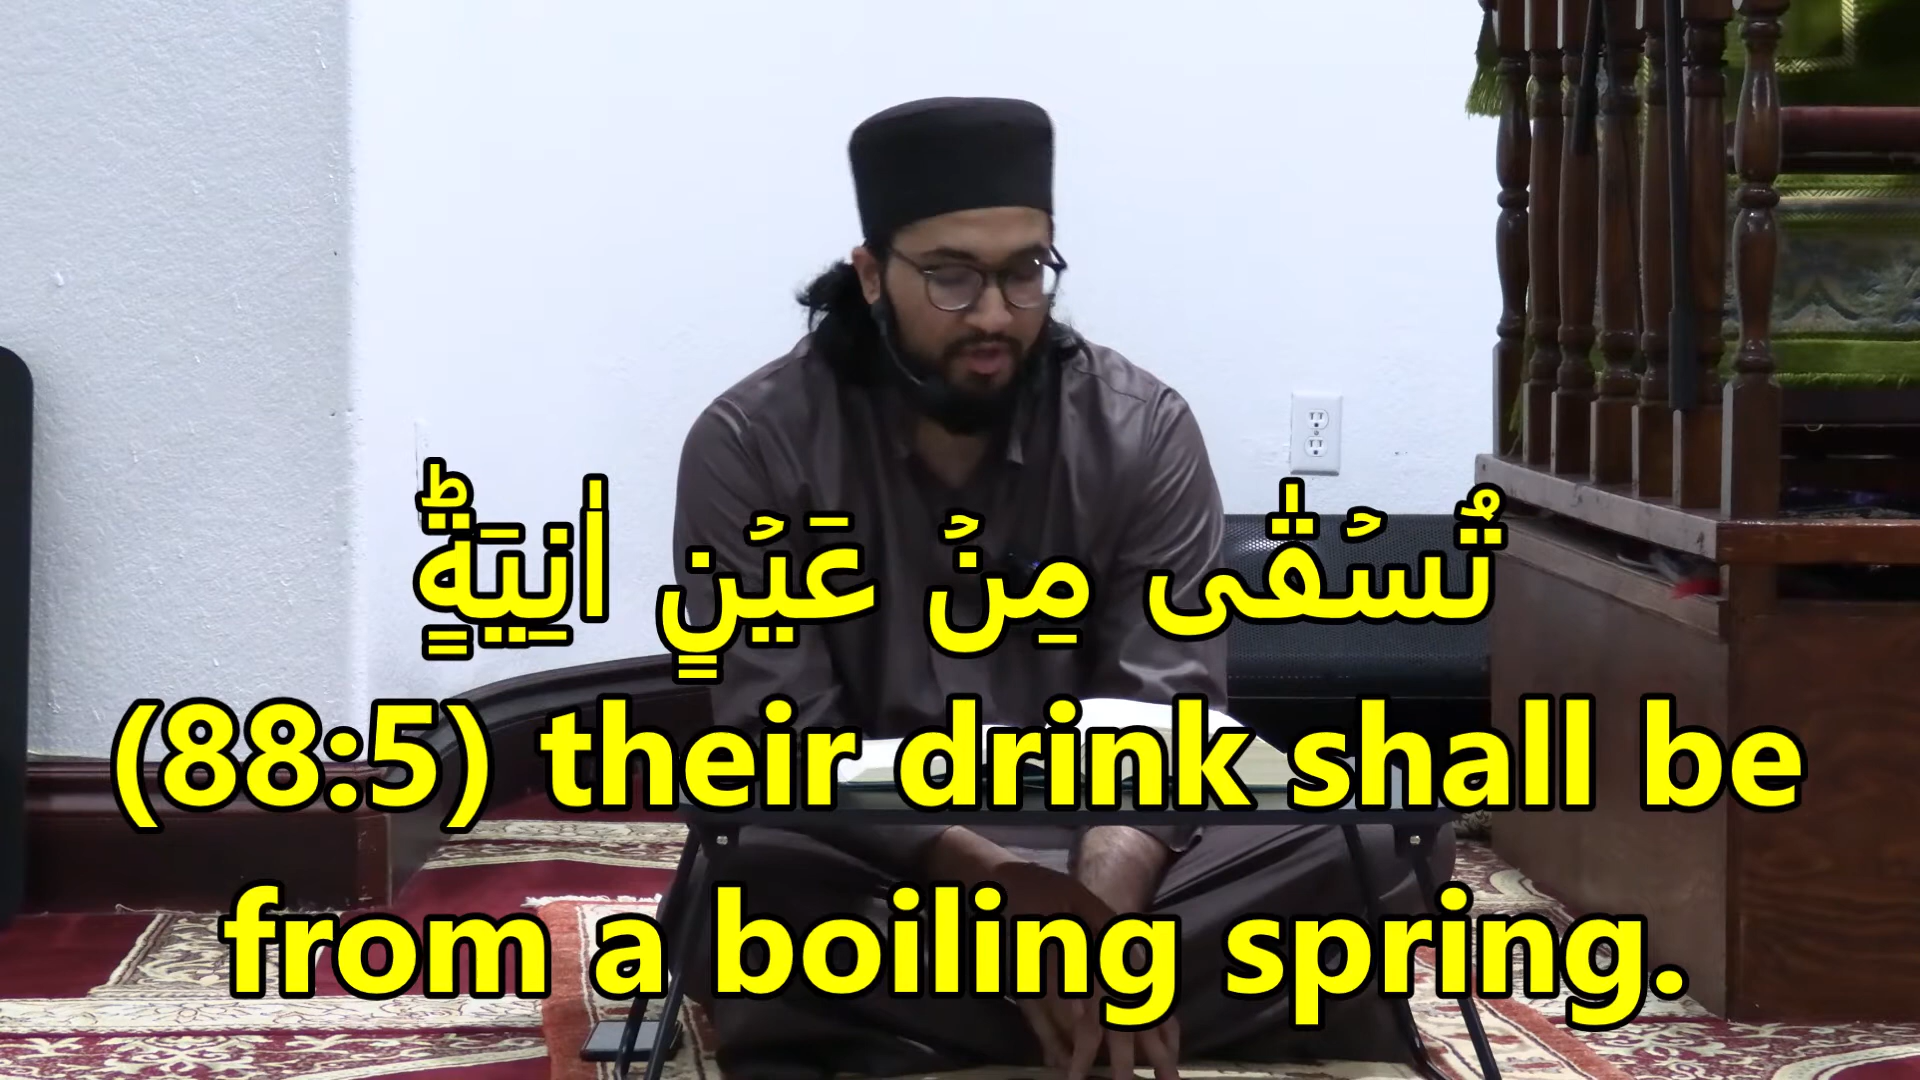 تُسۡقٰى مِنۡ عَيۡنٍ اٰنِيَةٍؕ
(88:5) their drink shall be
from a boiling spring.